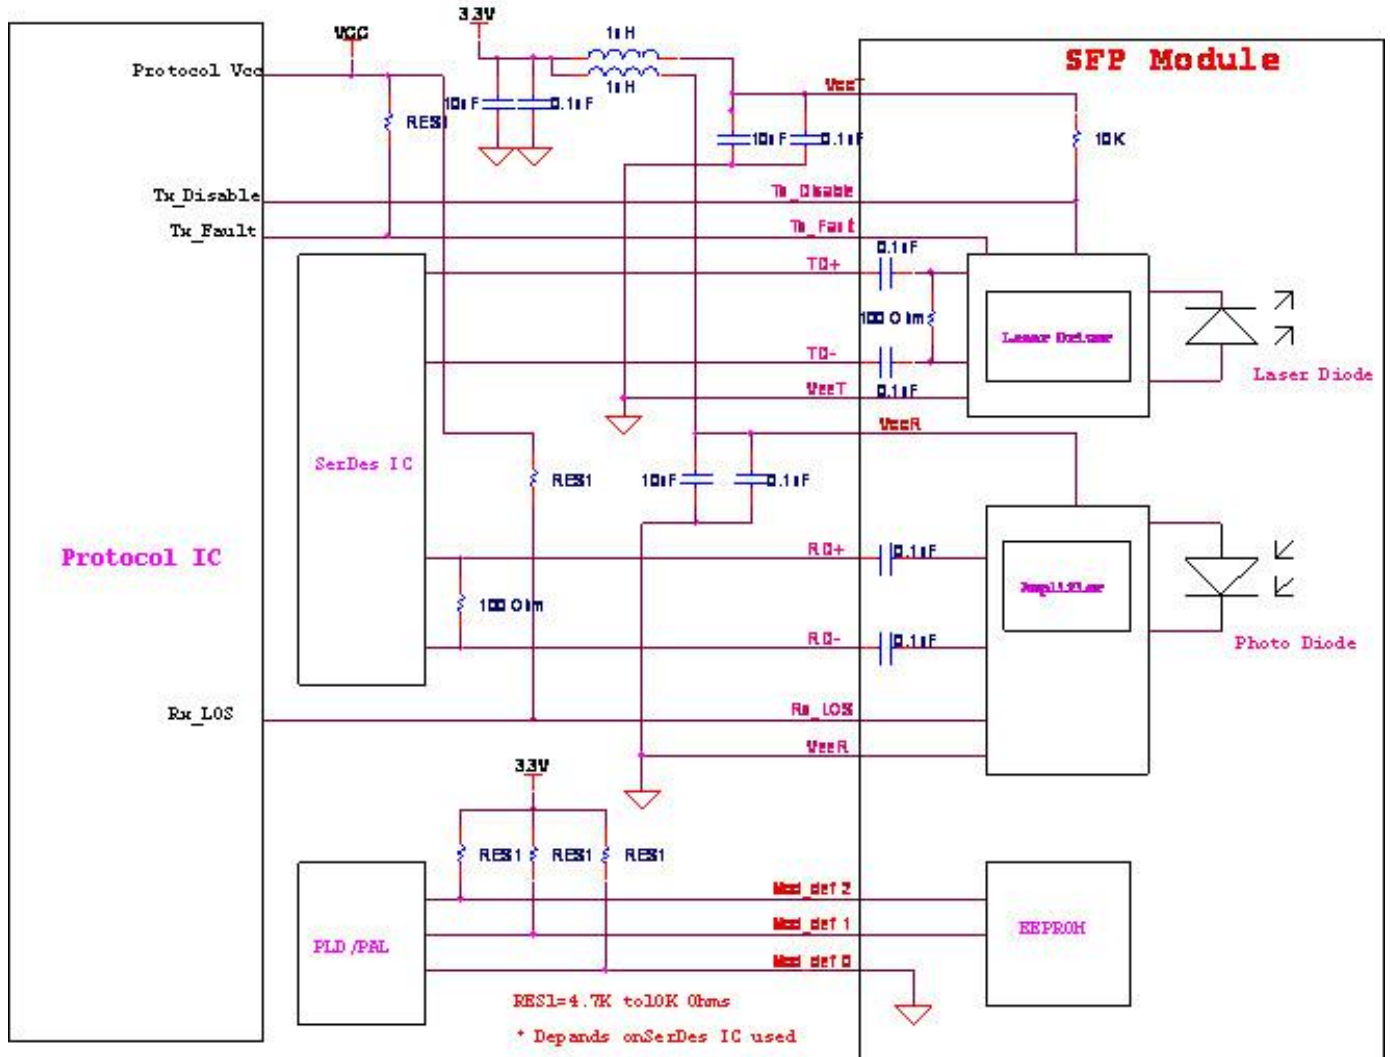 3.3V
VCC
1uH
SFP Module
Protocol Vcc
1uH
VccT
10uF
0.1uF
RES1
10uF
0.1uF
10K
Tx_Disable
Tx_Disable
Tx_Fault
Tx_Fault
0.1uF
TD+
100 Ohm
Laser Driver
TD-
Laser Diode
VeeT
0.1uF
VccR
SerDes IC
RES1
10uF
0.1uF
Protocol IC
RD+
0.1uF
Amplifier
100 Ohm
RD-
0.1uF
Photo Diode
Rx_LOS
Rx_LOS
VeeR
3.3V
RES1
RES1
RES1
Mod_def 2
Mod_def 1
EEPROM
PLD/PAL
Mod_def 0
RES1=4.7K to10K Ohms
* Depands onSerDes IC used